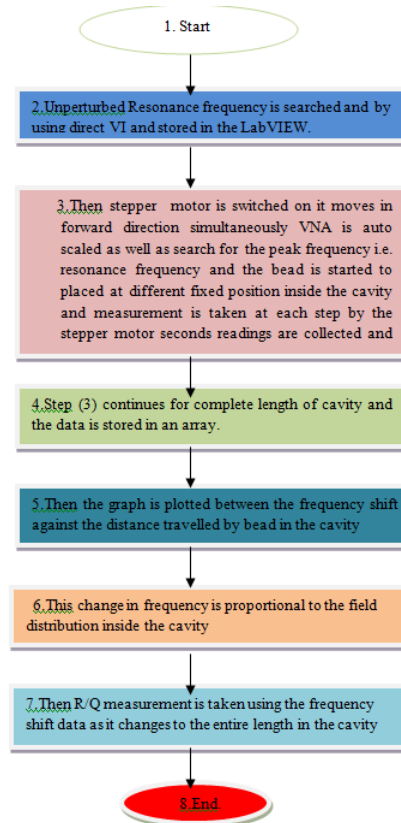 1. Start
2.Unperturbed Resonance frequency is searched and by
using direct VI and stored in the LabVIEW.
3.Then stepper motor is switched on it moves in
forward direction simultaneously VNA is auto
scaled as well as search for the peak frequency i.e.
resonance frequency and the bead is started to
placed at different fixed position inside the cavity
and measurement is taken at each step by the
stepper motor seconds readings are collected and
4.Step (3) continues for complete length of cavity and
the data is stored in an array.
5.Then the graph is plotted between the frequency shift
against the distance travelled by bead in the cavity
6.This change in frequency is proportional to the field
distribution inside the cavity
7.Then R/Q measurement is taken using the frequency
shift data as it changes to the entire length in the cavity
8.End.